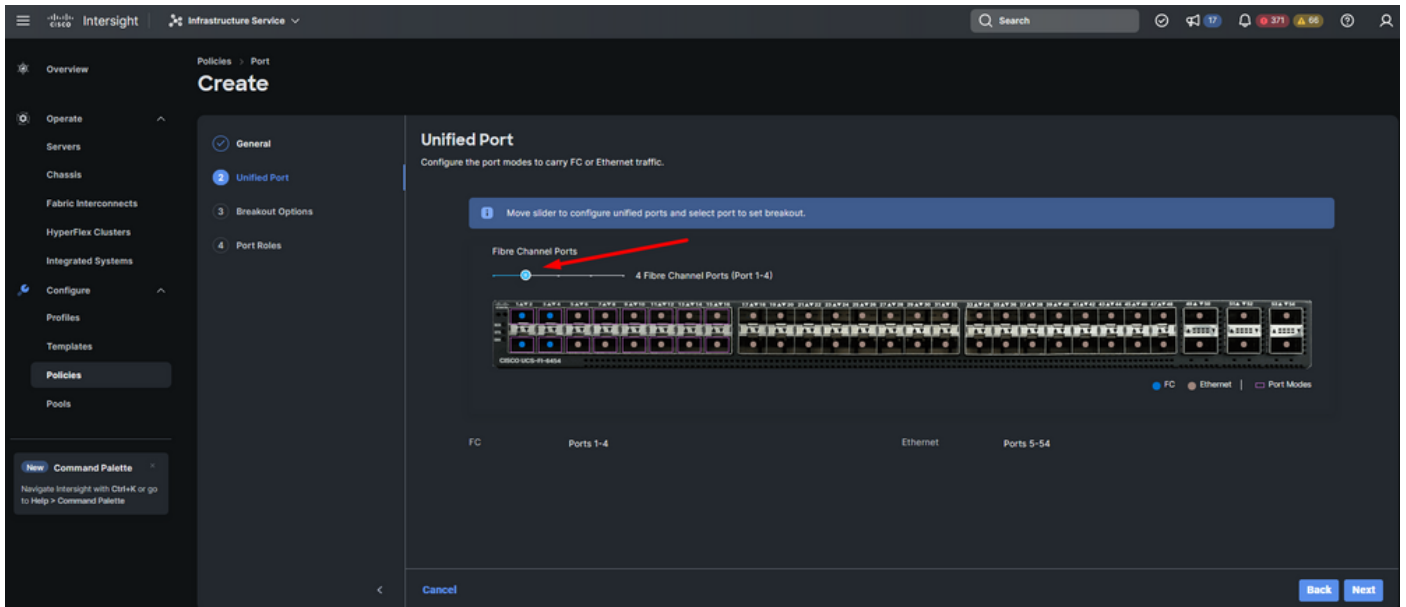 cisco Intersight
Infrastructure Service
Search
17
371
66
Overview
Operate
Servers
Chassis
Fabric Interconnects
HyperFlex Clusters
Integrated Systems
Configure
Profiles
Templates
Policies
Pools
New Command Palette
Navigate Intersight with Ctrl+K or go
to Help > Command Palette
Policies > Port
Create
General
2 Unified Port
3 Breakout Options
4 Port Roles
Unified Port
Configure the port modes to carry FC or Ethernet traffic.
Move slider to configure unified ports and select port to set breakout.
Fibre Channel Ports
4 Fibre Channel Ports (Port 1-4)
CISCO UCS-FI-6454
FC Ethernet | Port Modes
FC Ports 1-4 Ethernet Ports 5-54
Cancel
Back Next